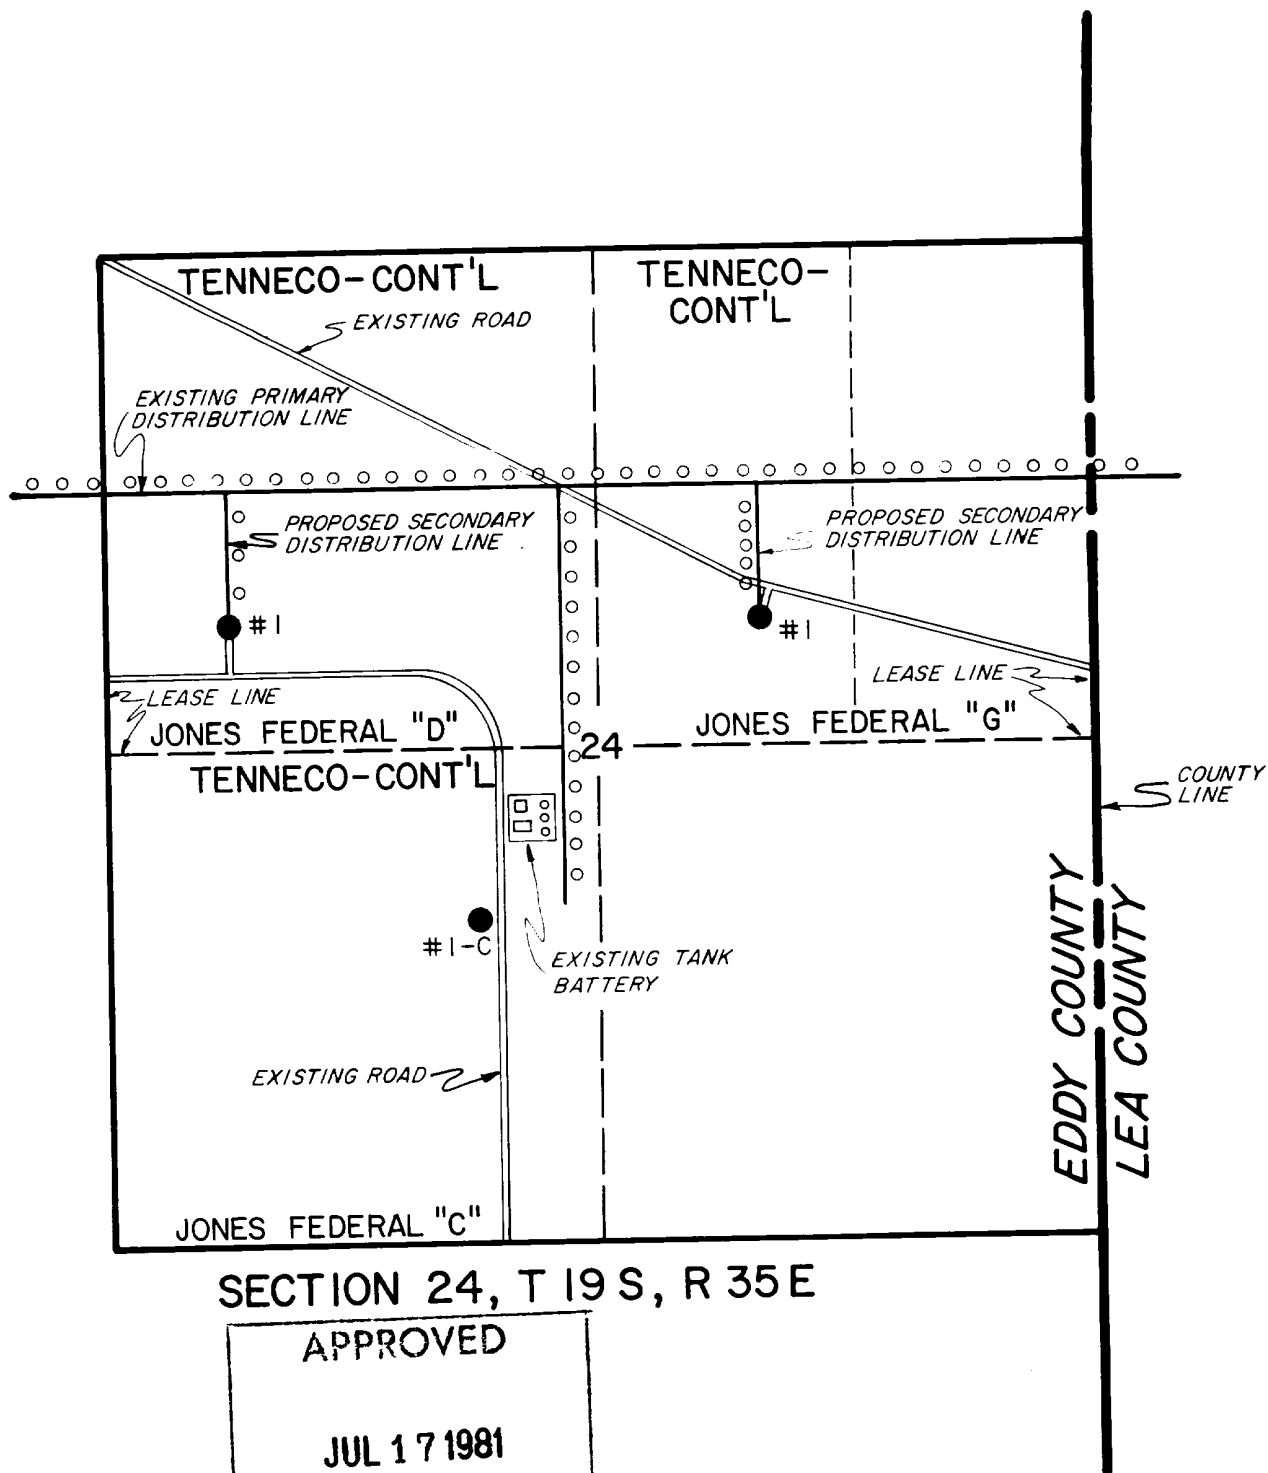 TENNECO-CONT'L
TENNECO-
CONT'L
EXISTING ROAD
EXISTING PRIMARY
DISTRIBUTION LINE
PROPOSED SECONDARY
DISTRIBUTION LINE
PROPOSED SECONDARY
DISTRIBUTION LINE
#1
#1
LEASE LINE
LEASE LINE
JONES FEDERAL "D"
JONES FEDERAL "G"
24
TENNECO-CONT'L
COUNTY
LINE
#1-C
EXISTING TANK
BATTERY
EDDY COUNTY
LEA COUNTY
EXISTING ROAD
JONES FEDERAL "C"
SECTION 24, T 19 S, R 35 E
APPROVED
JUL 17 1981